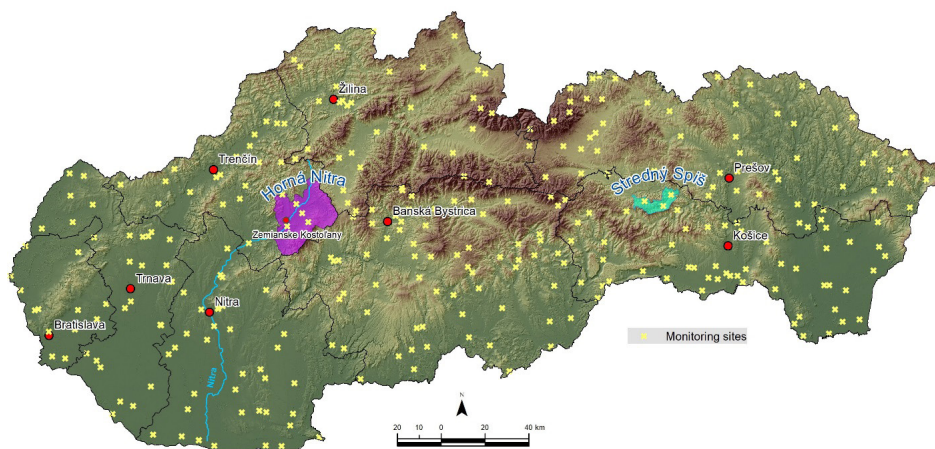 Žilina
Trenčín
Horná Nitra
Stredný Spiš
Prešov
Banská Bystrica
Zemianske Kostoľany
Košice
Trnava
Nitra
Bratislava
Monitoring sites
Nitra
N
20 10 0 20 40 km